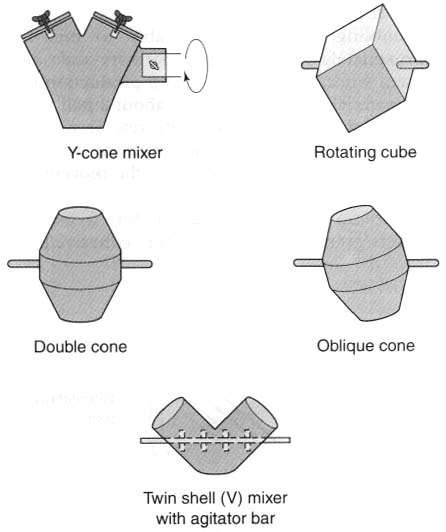 Y-cone mixer
Rotating cube
Double cone
Oblique cone
Twin shell (V) mixer
with agitator bar